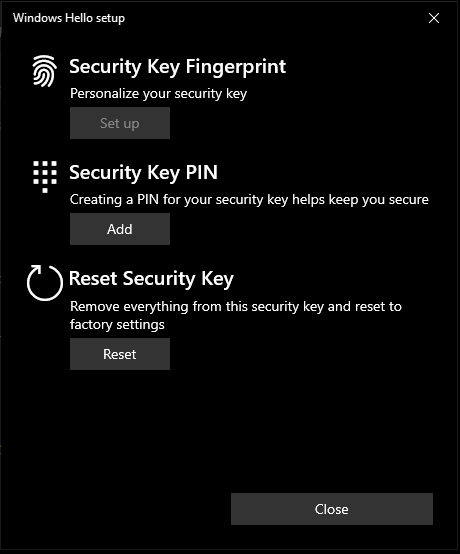 Windows Hello setup
Security Key Fingerprint
Personalize your security key
Set up
Security Key PIN
Creating a PIN for your security key helps keep you secure
Add
Reset Security Key
Remove everything from this security key and reset to
factory settings
Reset
Close